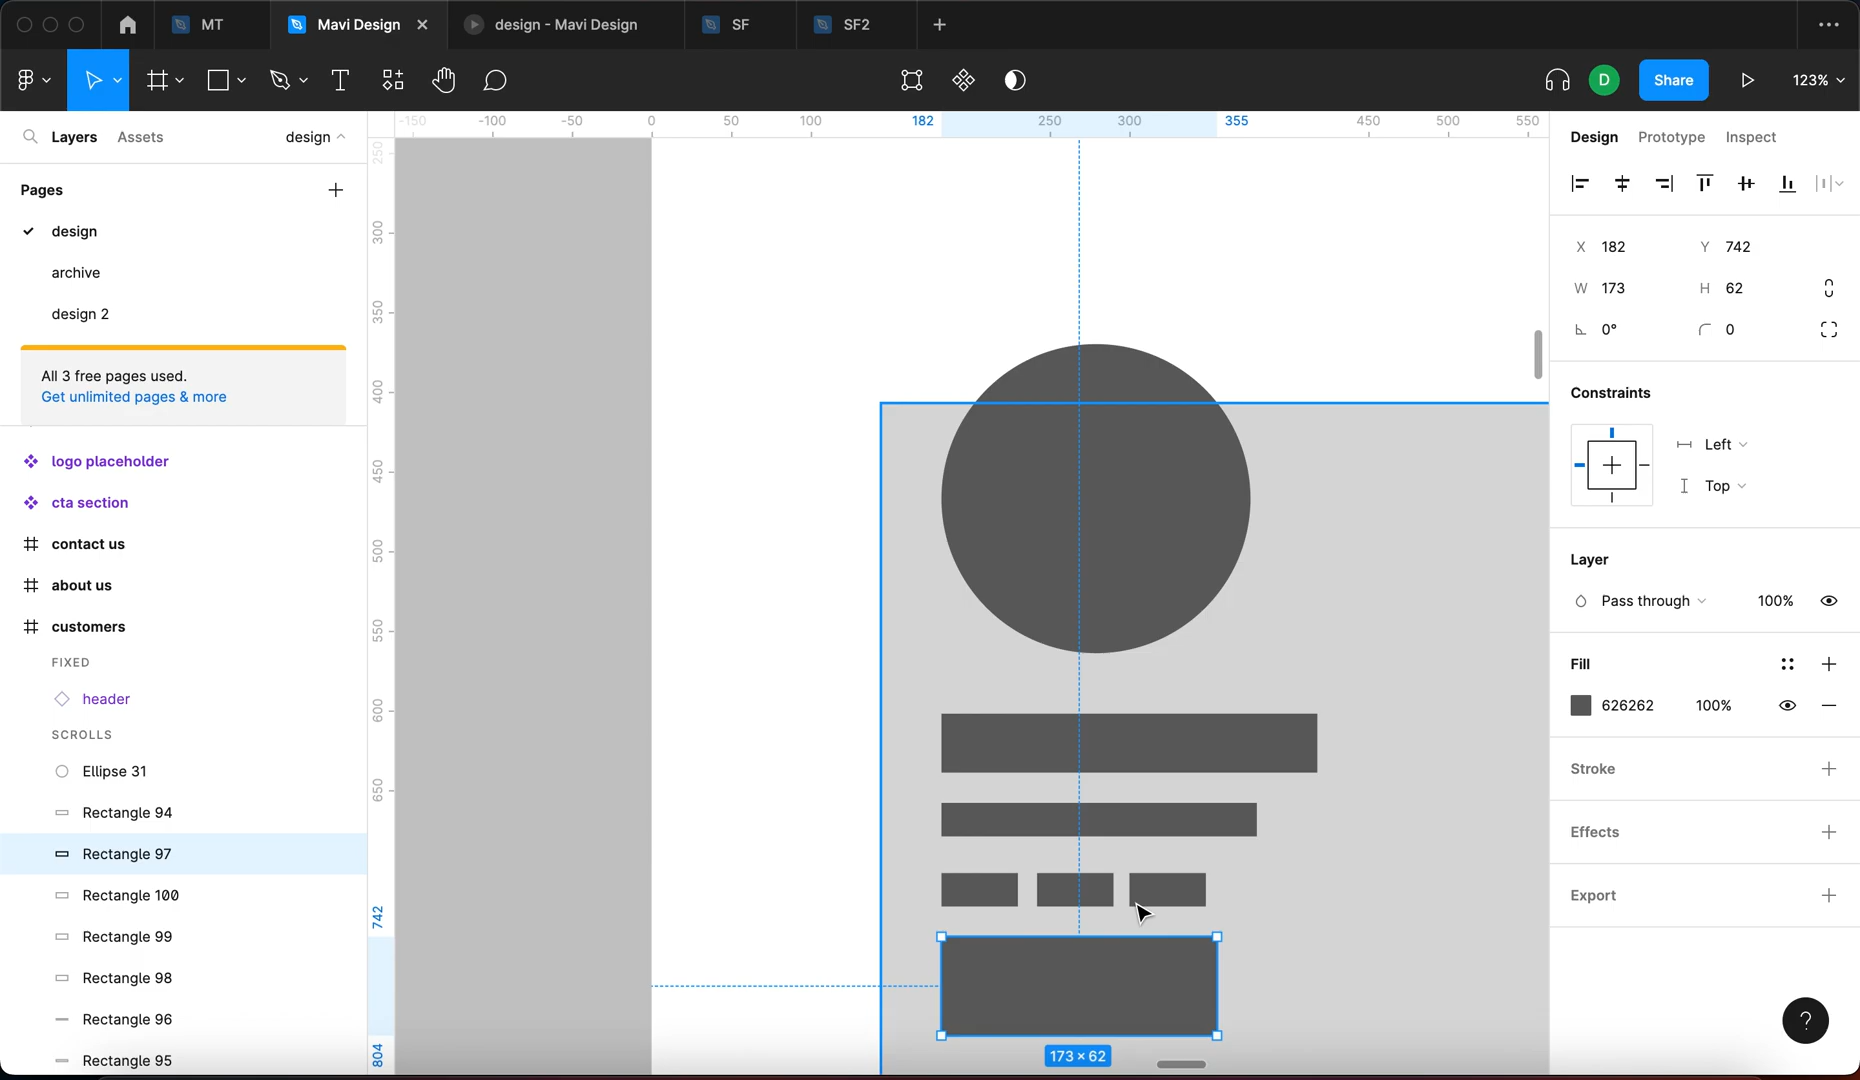 MT
Mavi Design
design - Mavi Design
SF
SF2
Share
D
123%
Layers
Assets
design
Pages
design
archive
design 2
All 3 free pages used.
Get unlimited pages & more
logo placeholder
cta section
contact us
about us
customers
FIXED
header
SCROLLS
Ellipse 31
Rectangle 94
Rectangle 97
Rectangle 100
Rectangle 99
Rectangle 98
Rectangle 96
Rectangle 95
-150 -100 -50 0 50 100 182 250 300 355 450 500 550
250
300
350
400
450
500
550
600
650
742
804
173 × 62
Design
Prototype
Inspect
X 182 Y 742
W 173 H 62
0° 0
Constraints
Left
Top
Layer
Pass through 100%
Fill
626262 100%
Stroke
Effects
Export
?